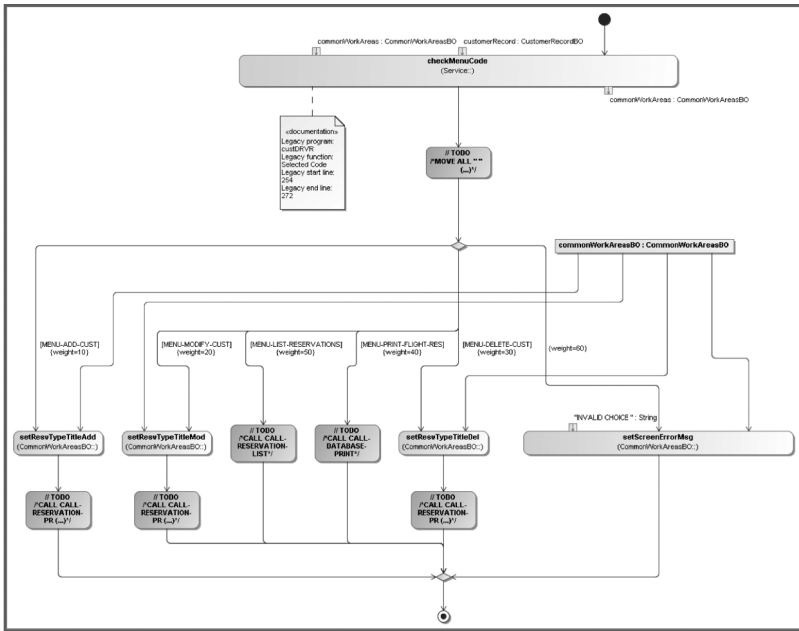 commonWorkAreas : CommonWorkAreasBO customerRecord : CustomerRecordBO
checkMenuCode
(Service::)
commonWorkAreas : CommonWorkAreasBO
«documentation»
Legacy program:
custDRVR
Legacy function:
Selected Code
Legacy start line:
254
Legacy end line:
272
// TODO
/*MOVE ALL " "
(...)*/
commonWorkAreasBO : CommonWorkAreasBO
[MENU-ADD-CUST]
{weight=10}
[MENU-MODIFY-CUST]
{weight=20}
[MENU-LIST-RESERVATIONS]
{weight=50}
[MENU-PRINT-FLIGHT-RES]
{weight=40}
[MENU-DELETE-CUST]
{weight=30}
{weight=60}
"INVALID CHOICE " : String
setResvTypeTitleAdd
(CommonWorkAreasBO::)
setResvTypeTitleMod
(CommonWorkAreasBO::)
// TODO
/*CALL CALL-
RESERVATION-
LIST*/
// TODO
/*CALL CALL-
DATABASE-
PRINT*/
setResvTypeTitleDel
(CommonWorkAreasBO::)
setScreenErrorMsg
(CommonWorkAreasBO::)
// TODO
/*CALL CALL-
RESERVATION-
PR (...)*/
// TODO
/*CALL CALL-
RESERVATION-
PR (...)*/
// TODO
/*CALL CALL-
RESERVATION-
PR (...)*/